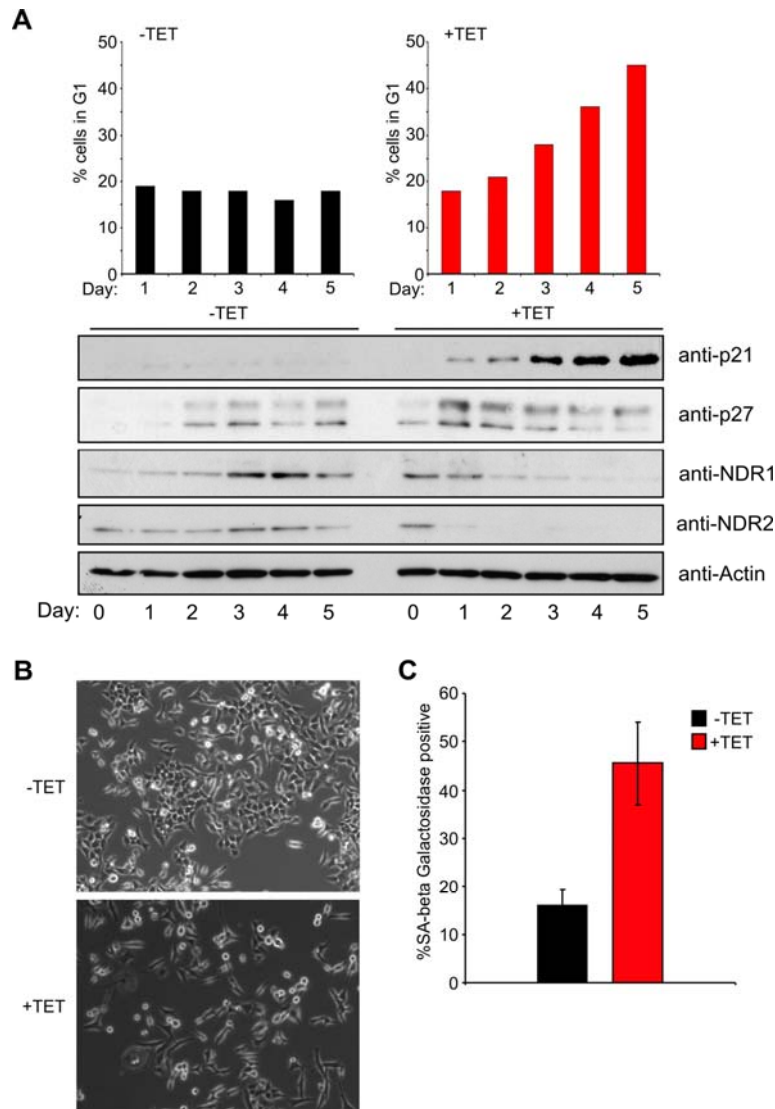 A
-TET +TET
% cells in G1 % cells in G1
50 50
40 40
30 30
20 20
10 10
0 0
Day: 1 2 3 4 5 Day: 1 2 3 4 5
-TET +TET
anti-p21
anti-p27
anti-NDR1
anti-NDR2
anti-Actin
Day: 0 1 2 3 4 5 0 1 2 3 4 5
B
-TET
+TET
C
%SA-beta Galactosidase positive
60
50
40
30
20
10
0
-TET
+TET